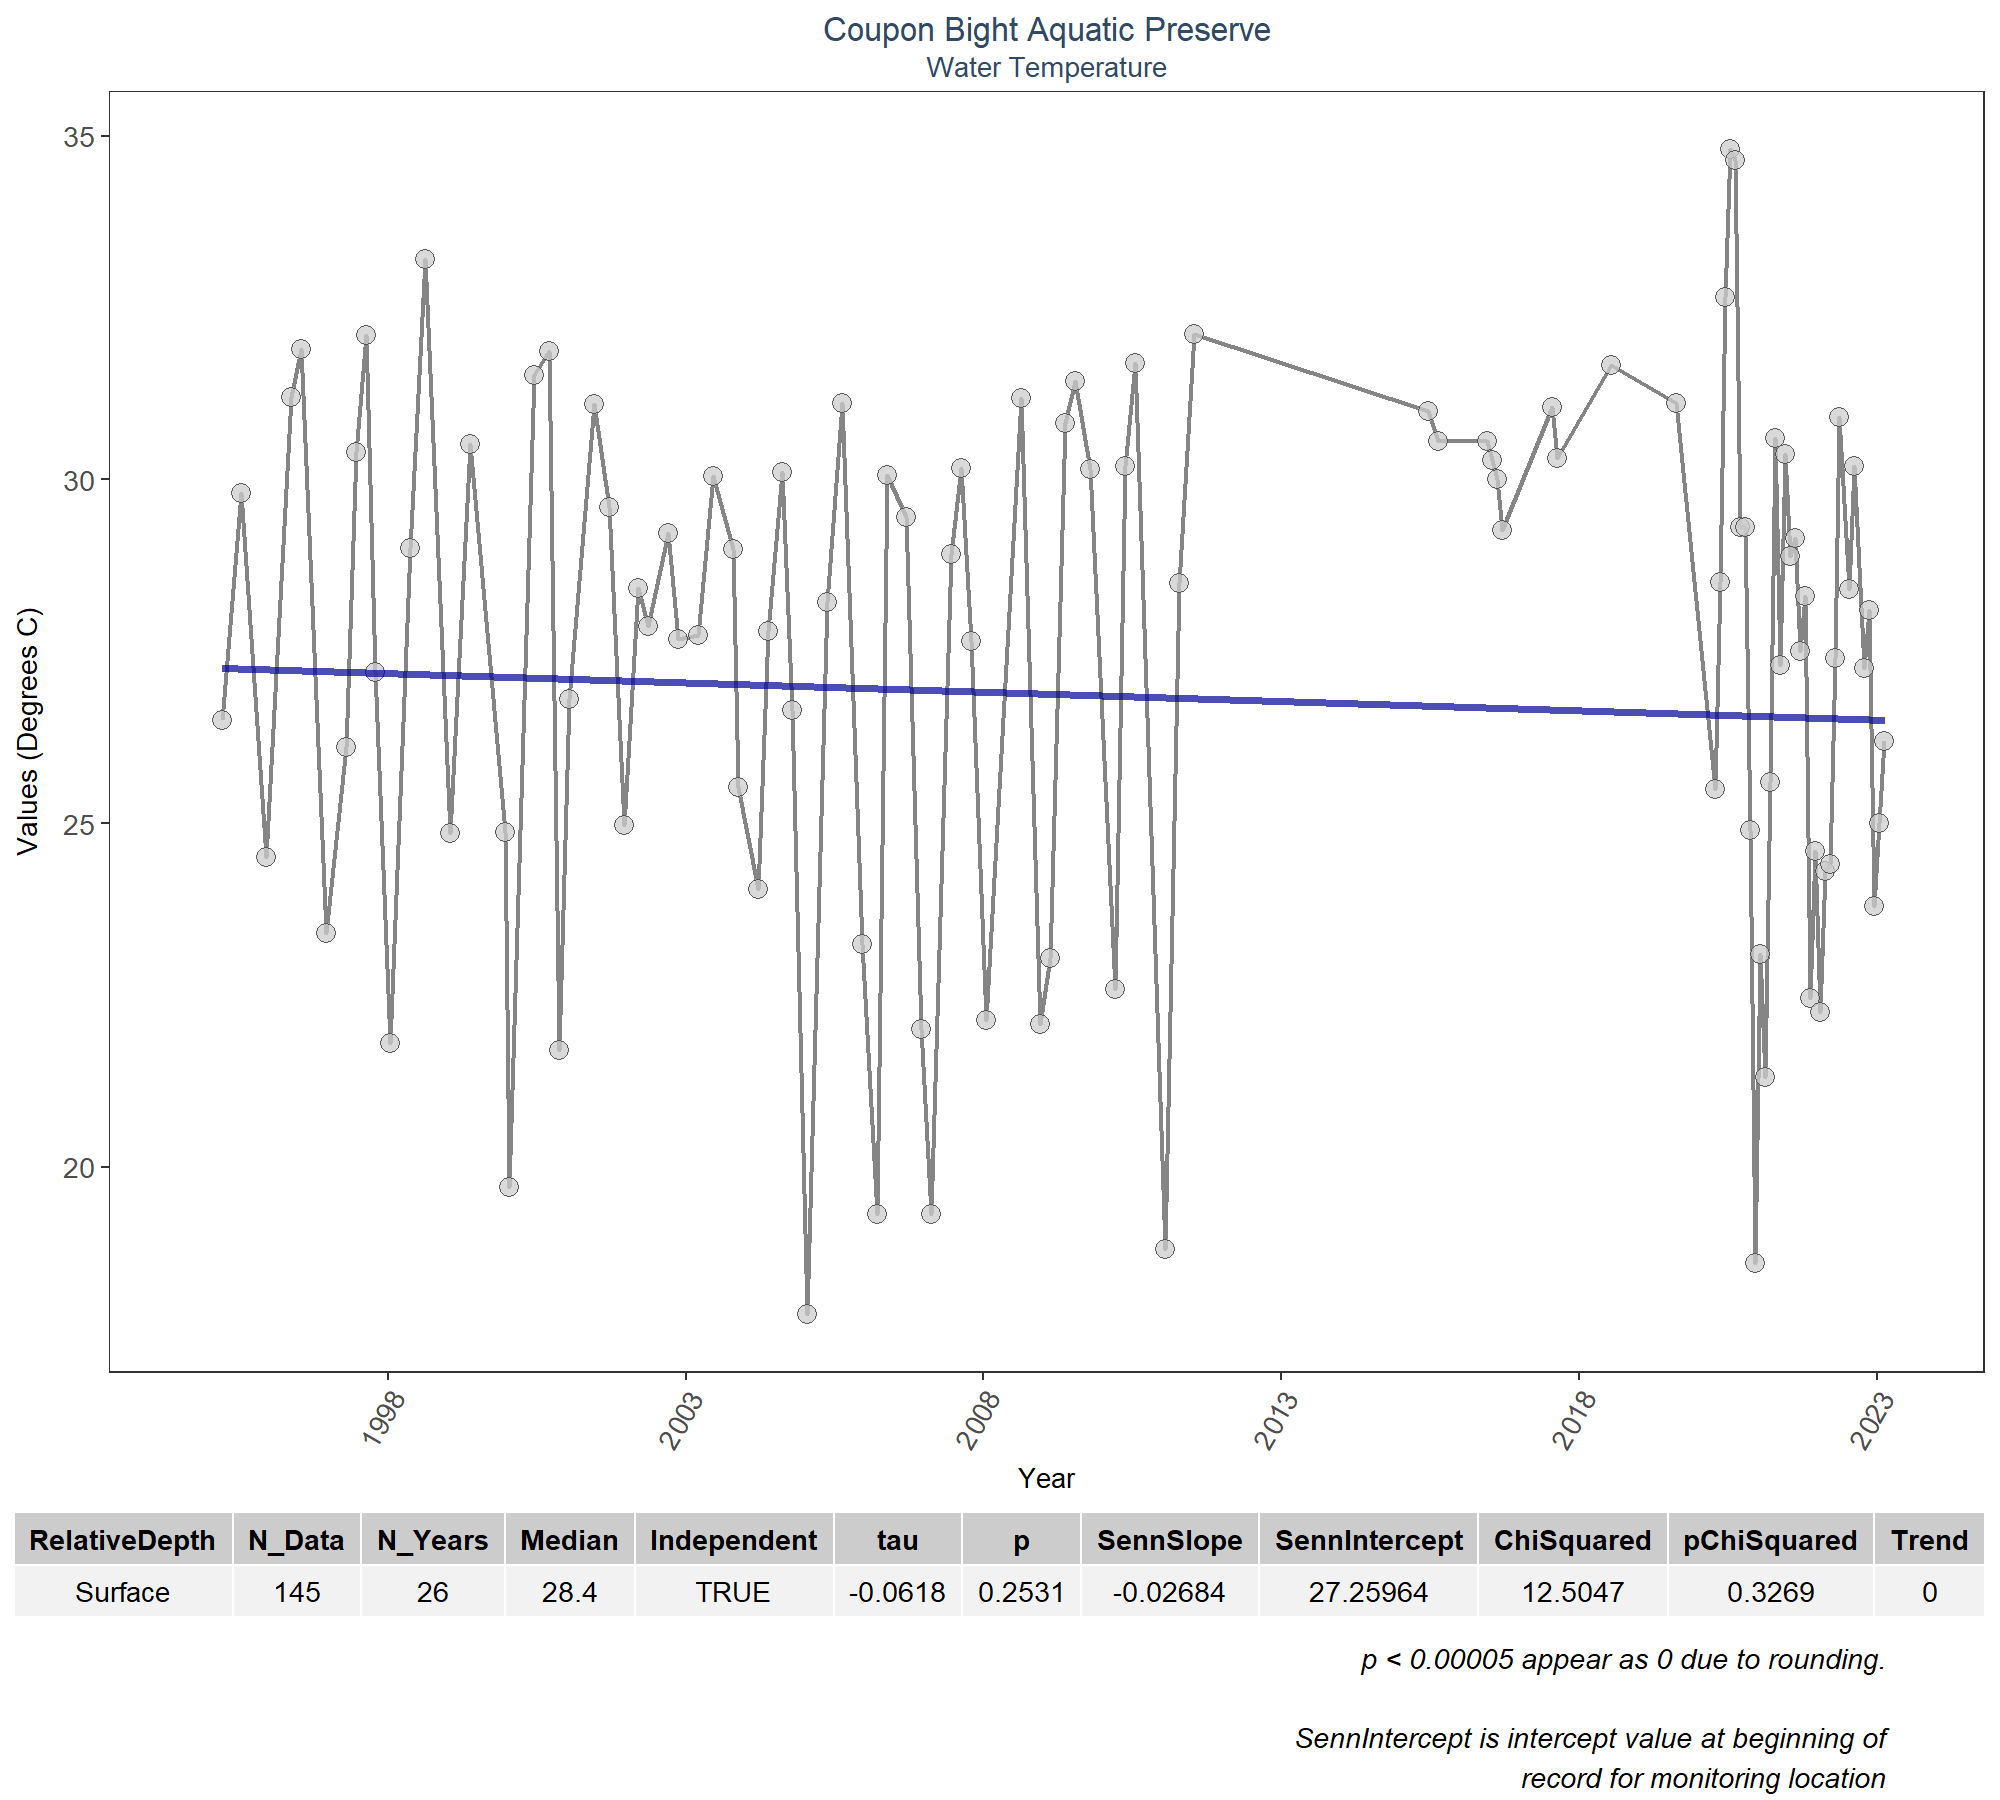 Coupon Bight Aquatic Preserve
Water Temperature
Values (Degrees C)
35
30
25
20
1998
2003
2008
2013
2018
2023
Year
RelativeDepth N_Data N_Years Median Independent tau p SennSlope SennIntercept ChiSquared pChiSquared Trend
Surface 145 26 28.4 TRUE -0.0618 0.2531 -0.02684 27.25964 12.5047 0.3269 0
p < 0.00005 appear as 0 due to rounding.
SennIntercept is intercept value at beginning of
record for monitoring location